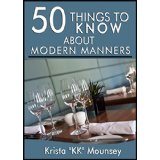 50 THINGS TO
KNOW
ABOUT
MODERN MANNERS
Krista "KK" Mounsey